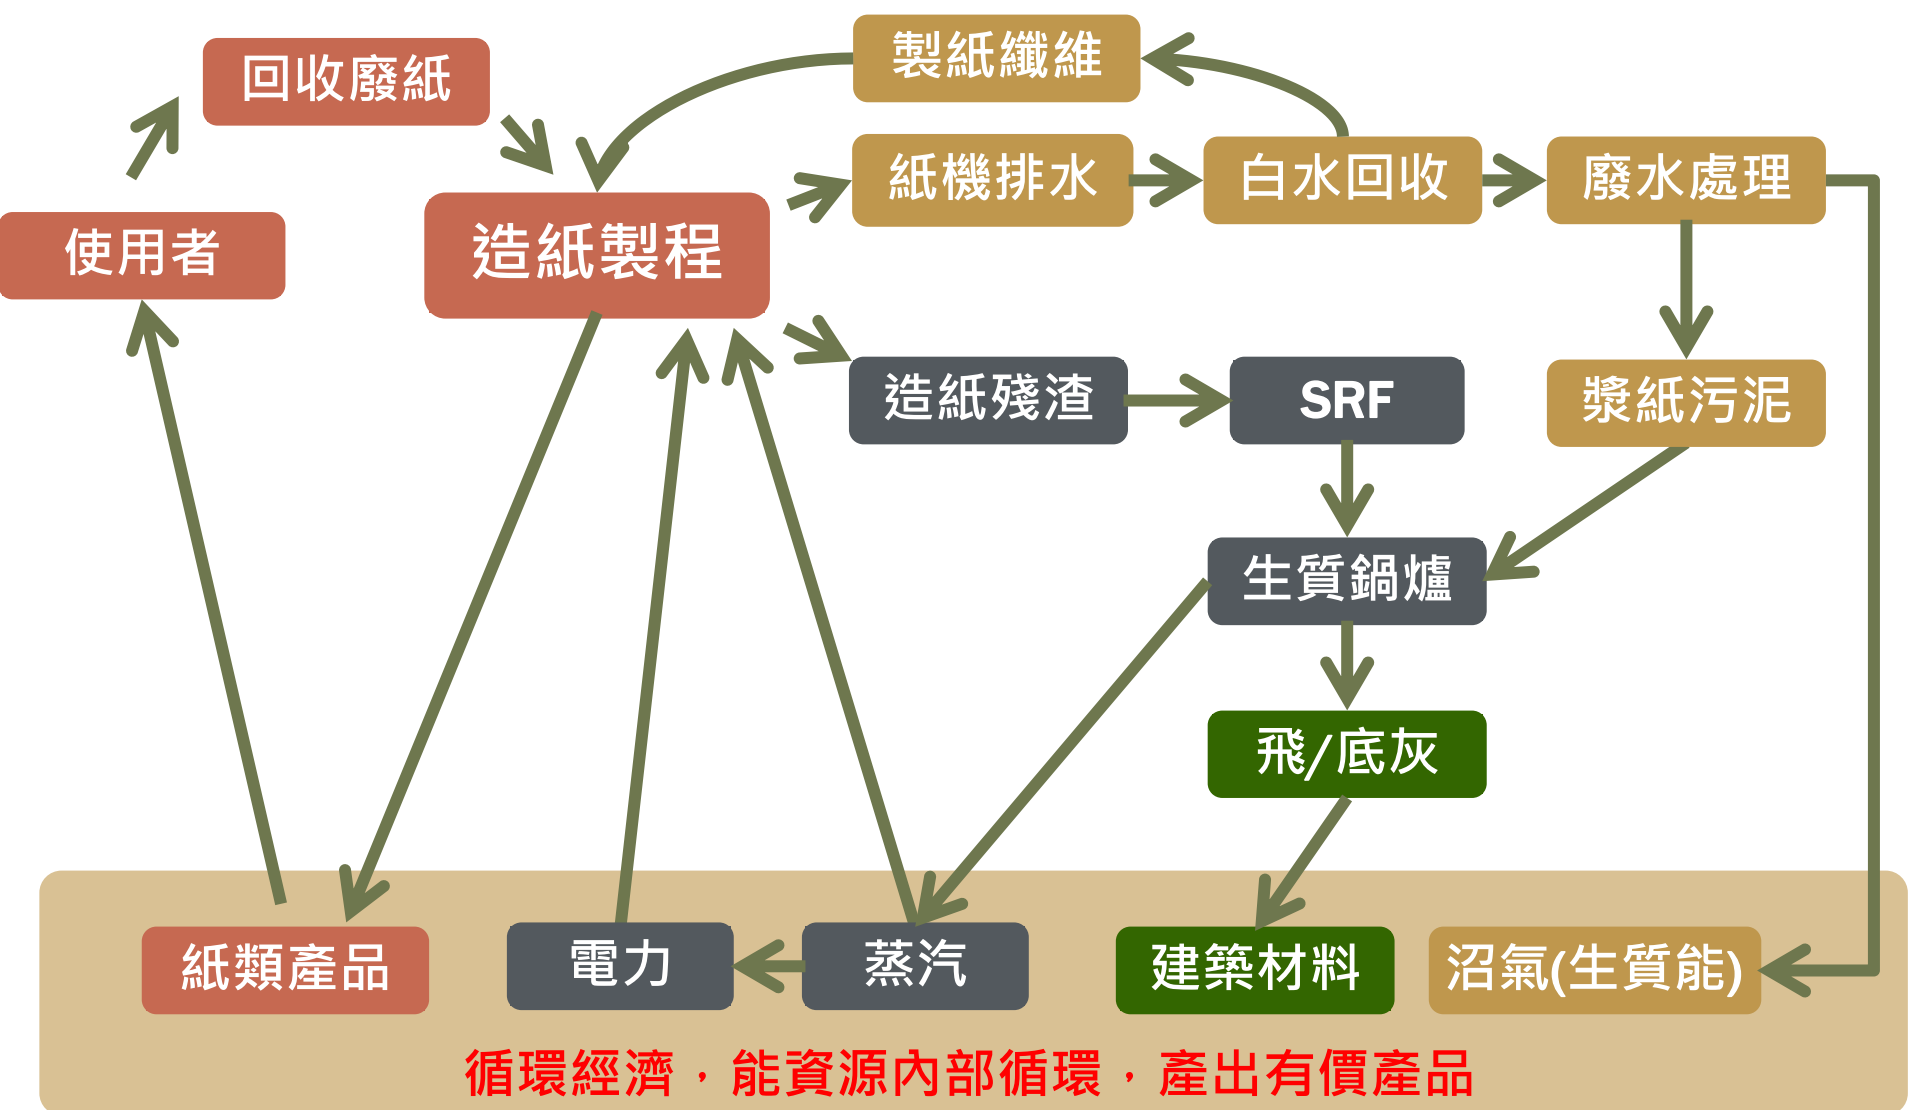 製紙纖維
回收廢紙
紙機排水
白水回收
廢水處理
使用者
造紙製程
造紙殘渣
SRF
漿紙污泥
生質鍋爐
飛/底灰
紙類產品
電力
蒸汽
建築材料
沼氣(生質能)
循環經濟，能資源內部循環，產出有價產品